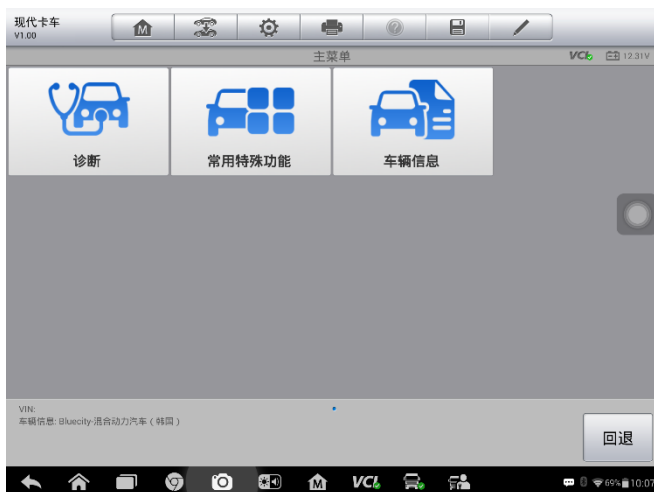 现代卡车
V1.00
M
主菜单
VCI
12.31V
诊断
常用特殊功能
车辆信息
VIN:
车辆信息: Bluecity-混合动力汽车 ( 韩国 )
回退
M
VCI
69%
10:07